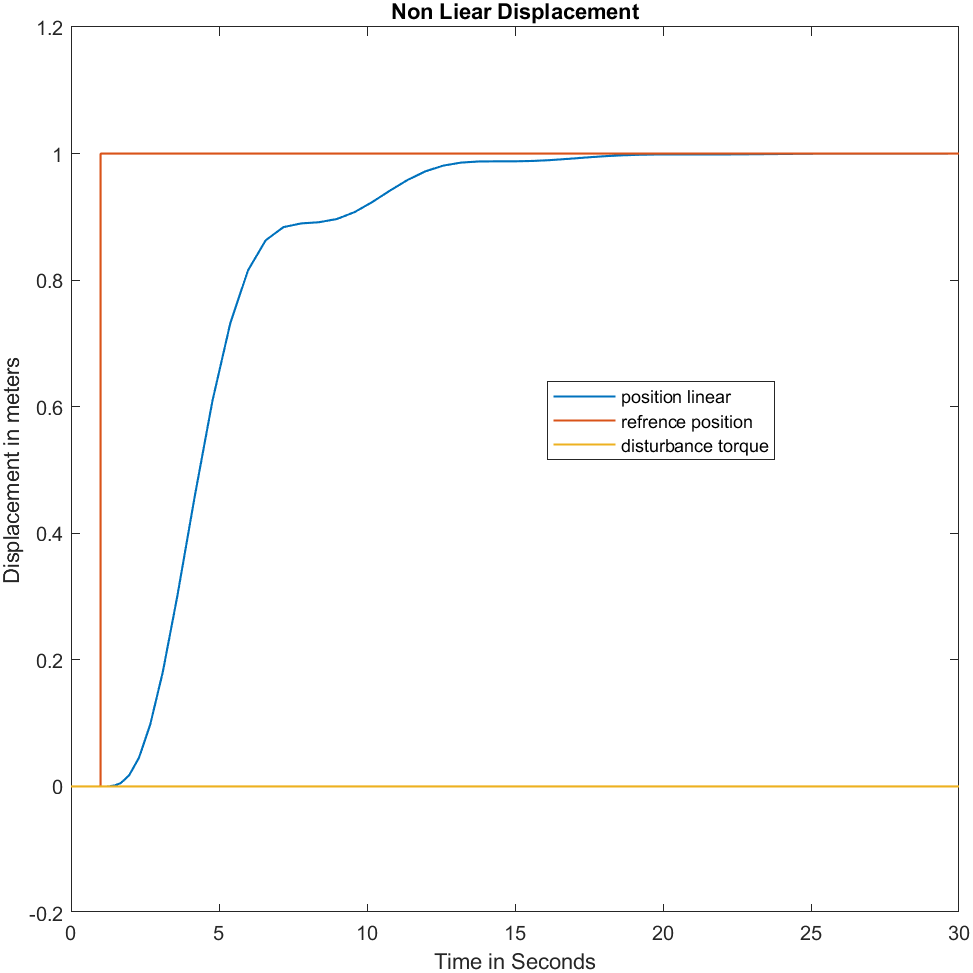 Non Liear Displacement
1.2
1
0.8
0.6
0.4
0.2
0
-0.2
Displacement in meters
position linear
refrence position
disturbance torque
0 5 10 15 20 25 30
Time in Seconds